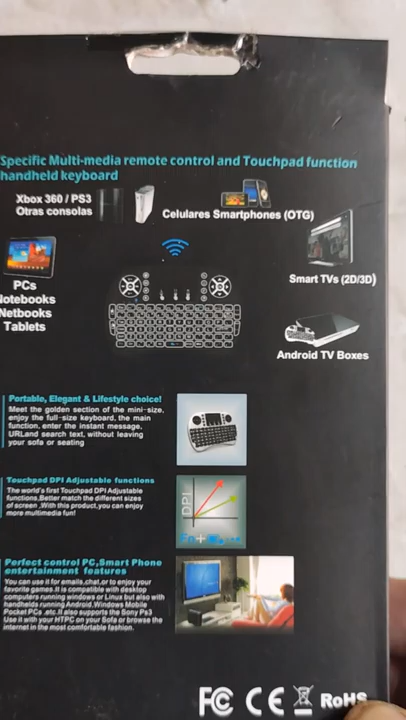 Specific Multi-media remote control and Touchpad function
handheld keyboard
Xbox 360 / PS3
Otras consolas
Celulares Smartphones (OTG)
Smart TVs (2D/3D)
PCs
Notebooks
Netbooks
Tablets
Android TV Boxes
Portable, Elegant & Lifestyle choice!
Meet the golden section of the mini-size,
enjoy the full-size keyboard, the main
function, enter the instant message,
URLand search text, without leaving
your sofa or seating
Touchpad DPI Adjustable functions
The world's first Touchpad DPI Adjustable
functions,Better match the different sizes
of screen ,With this product,you can enjoy
more multimedia fun!
DPI
Fn+
Perfect control PC,Smart Phone
entertainment features
You can use it for emails,chat,or to enjoy your
favorite games.It is compatible with desktop
computers running windows or Linux but also with
handhelds running Android,Windows Mobile
Pocket PCs .etc.It also supports the Sony Ps3
Use it with your HTPC on your Sofa or browse the
internet in the most comfortable fashion.
FC CE RoHS